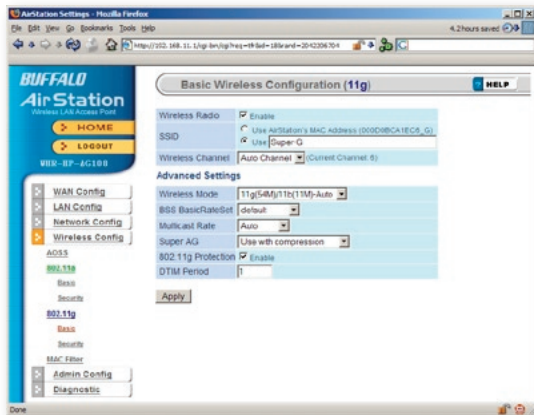 AirStation Settings - Mozilla Firefox
File Edit View Go Bookmarks Tools Help
4.2hours saved
BUFFALO
AirStation
Wireless LAN Access Point
HOME
LOGOUT
WHR-HP-AG108
WAN Config
LAN Config
Network Config
Wireless Config
AOSS
802.11a
Basic
Security
802.11g
Basic
Security
MAC Filter
Admin Config
Diagnostic
Basic Wireless Configuration (11g)
HELP
Wireless Radio Enable
SSID Use AirStation's MAC Address
Use Super G
Wireless Channel Auto Channel (Current Channel: 6)
Advanced Settings
Wireless Mode 11g(54M)/11b(11M)-Auto
BSS BasicRateSet default
Multicast Rate Auto
Super AG Use with compression
802.11g Protection Enable
DTIM Period 1
Apply
Done